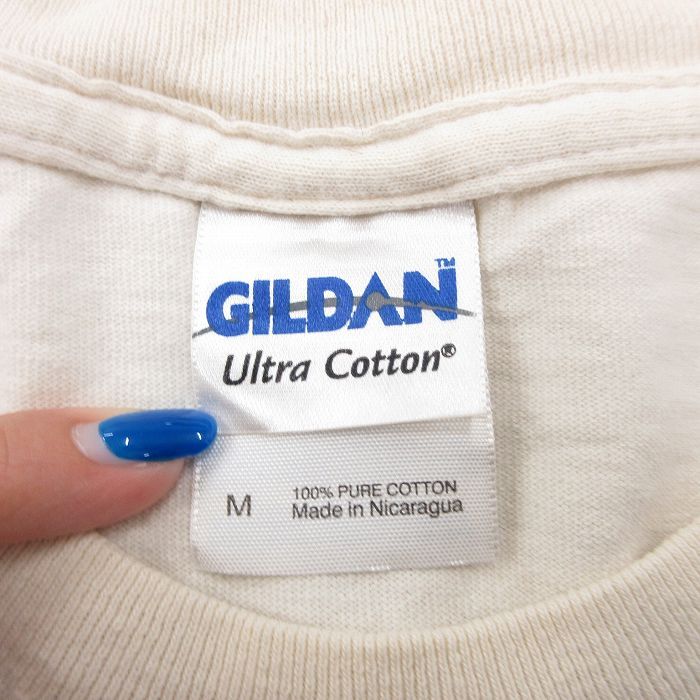 GILDAN™
Ultra Cotton®
M
100% PURE COTTON
Made in Nicaragua